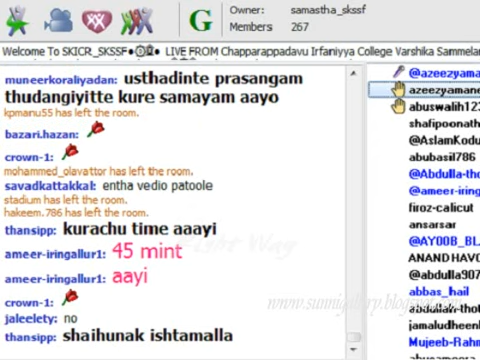 Owner: samastha_skssf
Members 267
Welcome To SKICR_SKSSF LIVE FROM Chapparappadavu Irfaniyya College Varshika Sammelan
muneerkoraliyadan: usthadinte prasangam
thudangiyitte kure samayam aayo
kpmanu55 has left the room.
bazari.hazan:
crown-1:
mohammed_olavattor has left the room.
savadkattakkal: entha vedio patoole
stadium has left the room.
hakeem.786 has left the room.
thansipp: kurachu time aaayi
ameer-iringallur1: 45 mint
ameer-iringallur1: aayi
crown-1:
jaleelety: no
thansipp: shaihunak ishtamalla
@azeezyama
azeezyamane
abuswalih123
shafipoonath
@AslamKodu
abubasil786
@Abdulla-tho
@ameer-iring
firoz-calicut
ansarsar
@AYOOB_BL
ANAND HAVO
@abdulla907
abbas_hail
abdullah-thot
jamaludheen
Mujeeb-Rahm
www.sunnigallery.blogspot.com